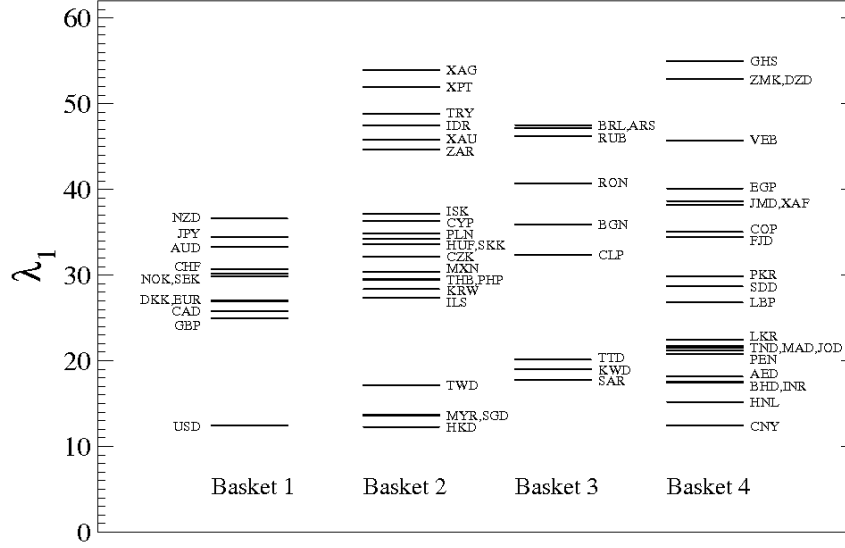 60
50
40
30
20
10
0
λ1
NZD
JPY
AUD
CHF
NOK,SEK
DKK,EUR
CAD
GBP
USD
Basket 1
XAG
XPT
TRY
IDR
XAU
ZAR
ISK
CYP
PLN
HUF,SKK
CZK
MXN
THB,PHP
KRW
ILS
TWD
MYR,SGD
HKD
Basket 2
BRL,ARS
RUB
RON
BGN
CLP
TTD
KWD
SAR
Basket 3
GHS
ZMK,DZD
VEB
EGP
JMD,XAF
COP
FJD
PKR
SDD
LBP
LKR
TND,MAD,JOD
PEN
AED
BHD,INR
HNL
CNY
Basket 4